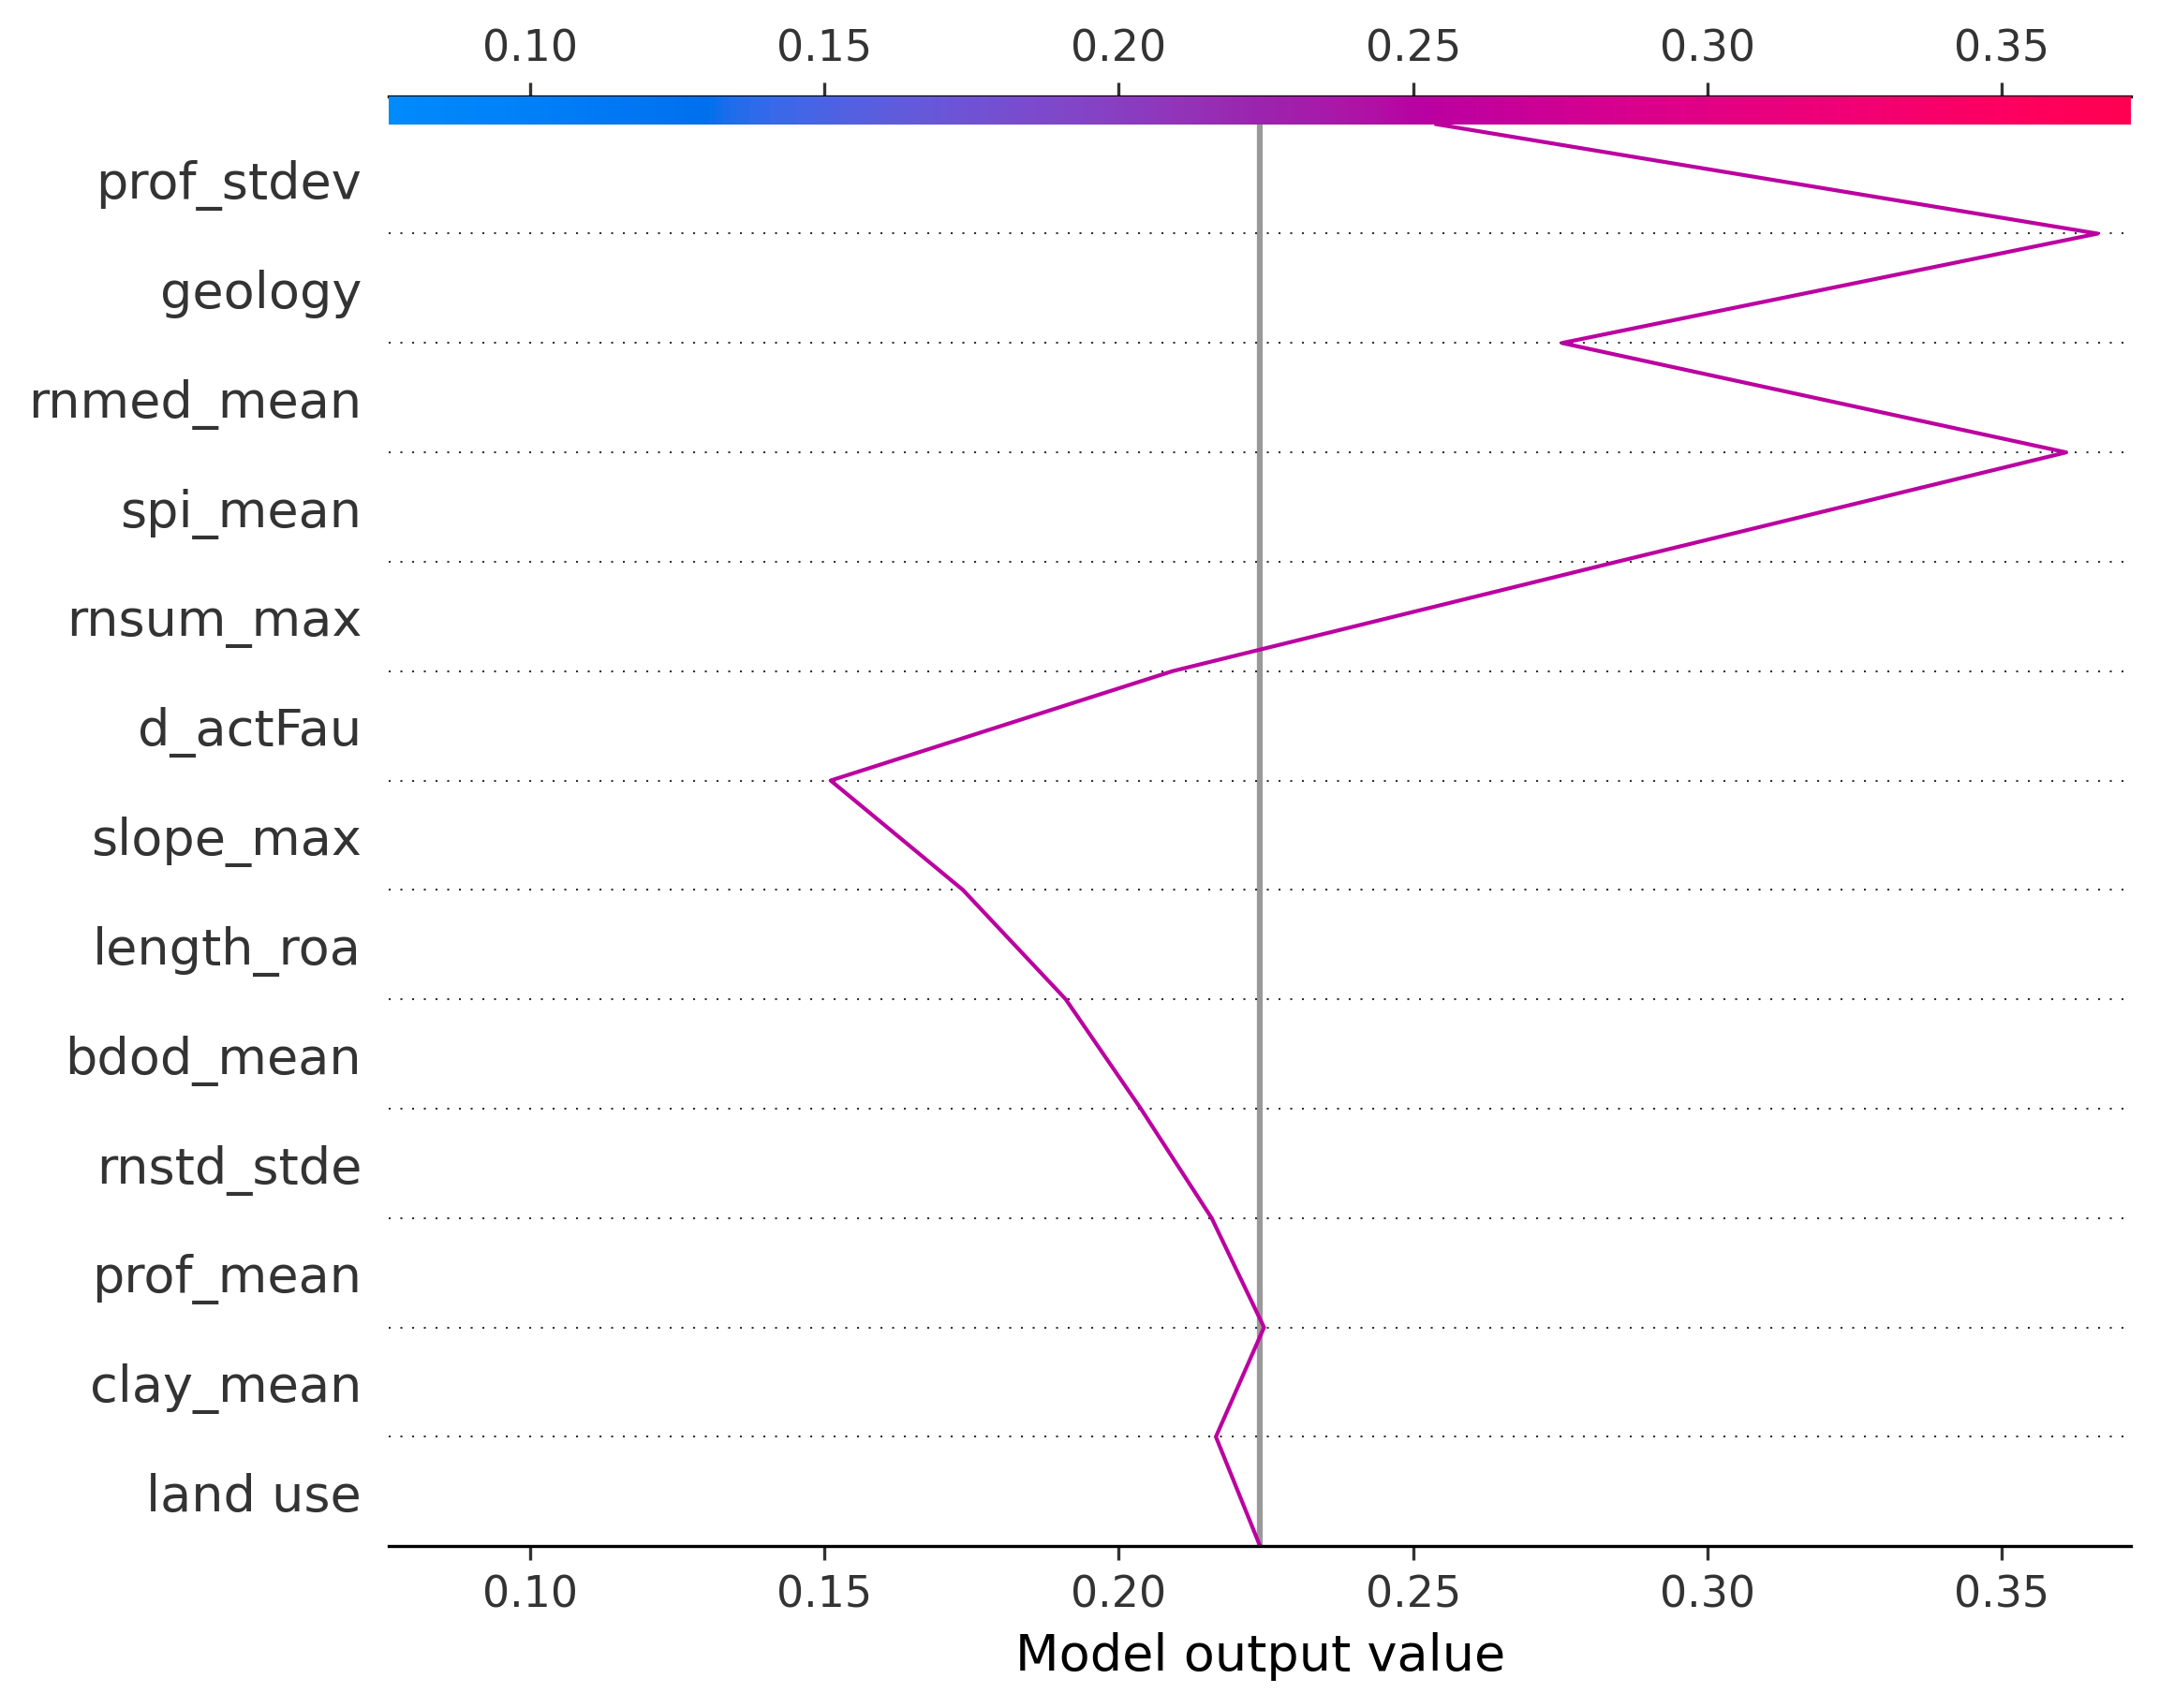 0.10 0.15 0.20 0.25 0.30 0.35
prof_stdev
geology
rnmed_mean
spi_mean
rnsum_max
d_actFau
slope_max
length_roa
bdod_mean
rnstd_stde
prof_mean
clay_mean
land use
0.10 0.15 0.20 0.25 0.30 0.35
Model output value